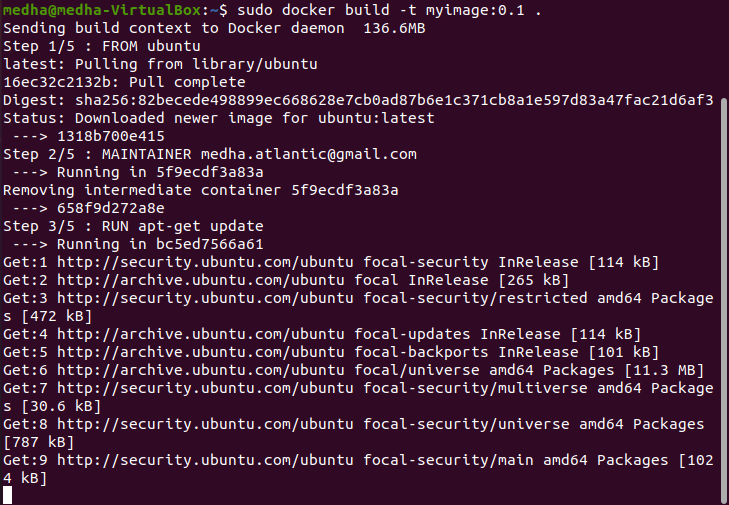 medha@medha-VirtualBox:~$ sudo docker build -t myimage:0.1 .
Sending build context to Docker daemon  136.6MB
Step 1/5 : FROM ubuntu
latest: Pulling from library/ubuntu
16ec32c2132b: Pull complete
Digest: sha256:82becede498899ec668628e7cb0ad87b6e1c371cb8a1e597d83a47fac21d6af3
Status: Downloaded newer image for ubuntu:latest
 ---> 1318b700e415
Step 2/5 : MAINTAINER medha.atlantic@gmail.com
 ---> Running in 5f9ecdf3a83a
Removing intermediate container 5f9ecdf3a83a
 ---> 658f9d272a8e
Step 3/5 : RUN apt-get update
 ---> Running in bc5ed7566a61
Get:1 http://security.ubuntu.com/ubuntu focal-security InRelease [114 kB]
Get:2 http://archive.ubuntu.com/ubuntu focal InRelease [265 kB]
Get:3 http://security.ubuntu.com/ubuntu focal-security/restricted amd64 Package
s [472 kB]
Get:4 http://archive.ubuntu.com/ubuntu focal-updates InRelease [114 kB]
Get:5 http://archive.ubuntu.com/ubuntu focal-backports InRelease [101 kB]
Get:6 http://archive.ubuntu.com/ubuntu focal/universe amd64 Packages [11.3 MB]
Get:7 http://security.ubuntu.com/ubuntu focal-security/multiverse amd64 Package
s [30.6 kB]
Get:8 http://security.ubuntu.com/ubuntu focal-security/universe amd64 Packages
[787 kB]
Get:9 http://security.ubuntu.com/ubuntu focal-security/main amd64 Packages [102
4 kB]